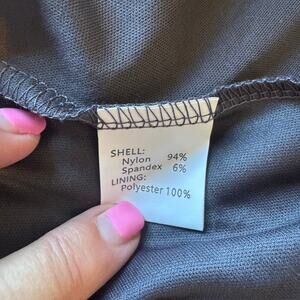 SHELL:
Nylon 94%
Spandex 6%
LINING:
Polyester 100%